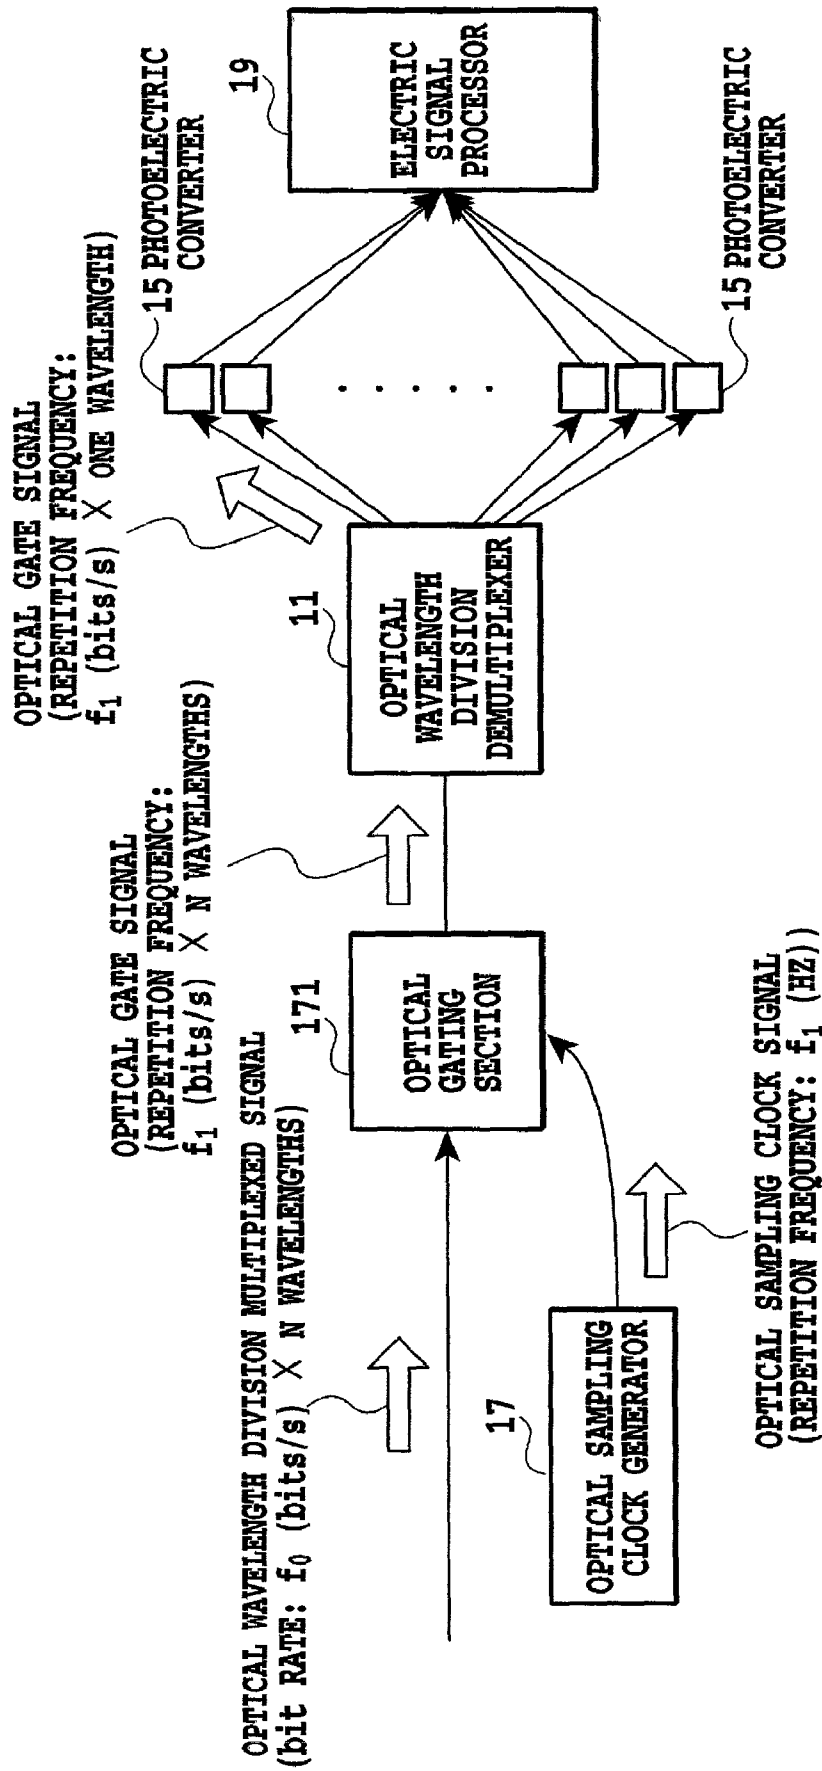 OPTICAL WAVELENGTH DIVISION MULTIPLEXED SIGNAL
(bit RATE: f0 (bits/s) × N WAVELENGTHS)
17
OPTICAL SAMPLING
CLOCK GENERATOR
OPTICAL SAMPLING CLOCK SIGNAL
(REPETITION FREQUENCY: f1 (HZ))
171
OPTICAL
GATING
SECTION
OPTICAL GATE SIGNAL
(REPETITION FREQUENCY:
f1 (bits/s) × N WAVELENGTHS)
11
OPTICAL
WAVELENGTH
DIVISION
DEMULTIPLEXER
OPTICAL GATE SIGNAL
(REPETITION FREQUENCY:
f1 (bits/s) × ONE WAVELENGTH)
15 PHOTOELECTRIC
CONVERTER
15 PHOTOELECTRIC
CONVERTER
19
ELECTRIC
SIGNAL
PROCESSOR